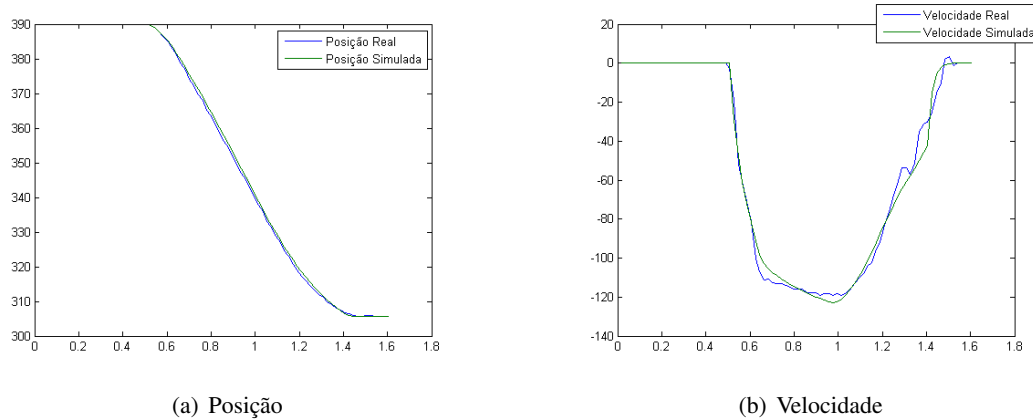 390
380
370
360
350
340
330
320
310
300
0 0.2 0.4 0.6 0.8 1 1.2 1.4 1.6 1.8
Posição Real
Posição Simulada
(a) Posição
20
0
-20
-40
-60
-80
-100
-120
-140
0 0.2 0.4 0.6 0.8 1 1.2 1.4 1.6 1.8
Velocidade Real
Velocidade Simulada
(b) Velocidade